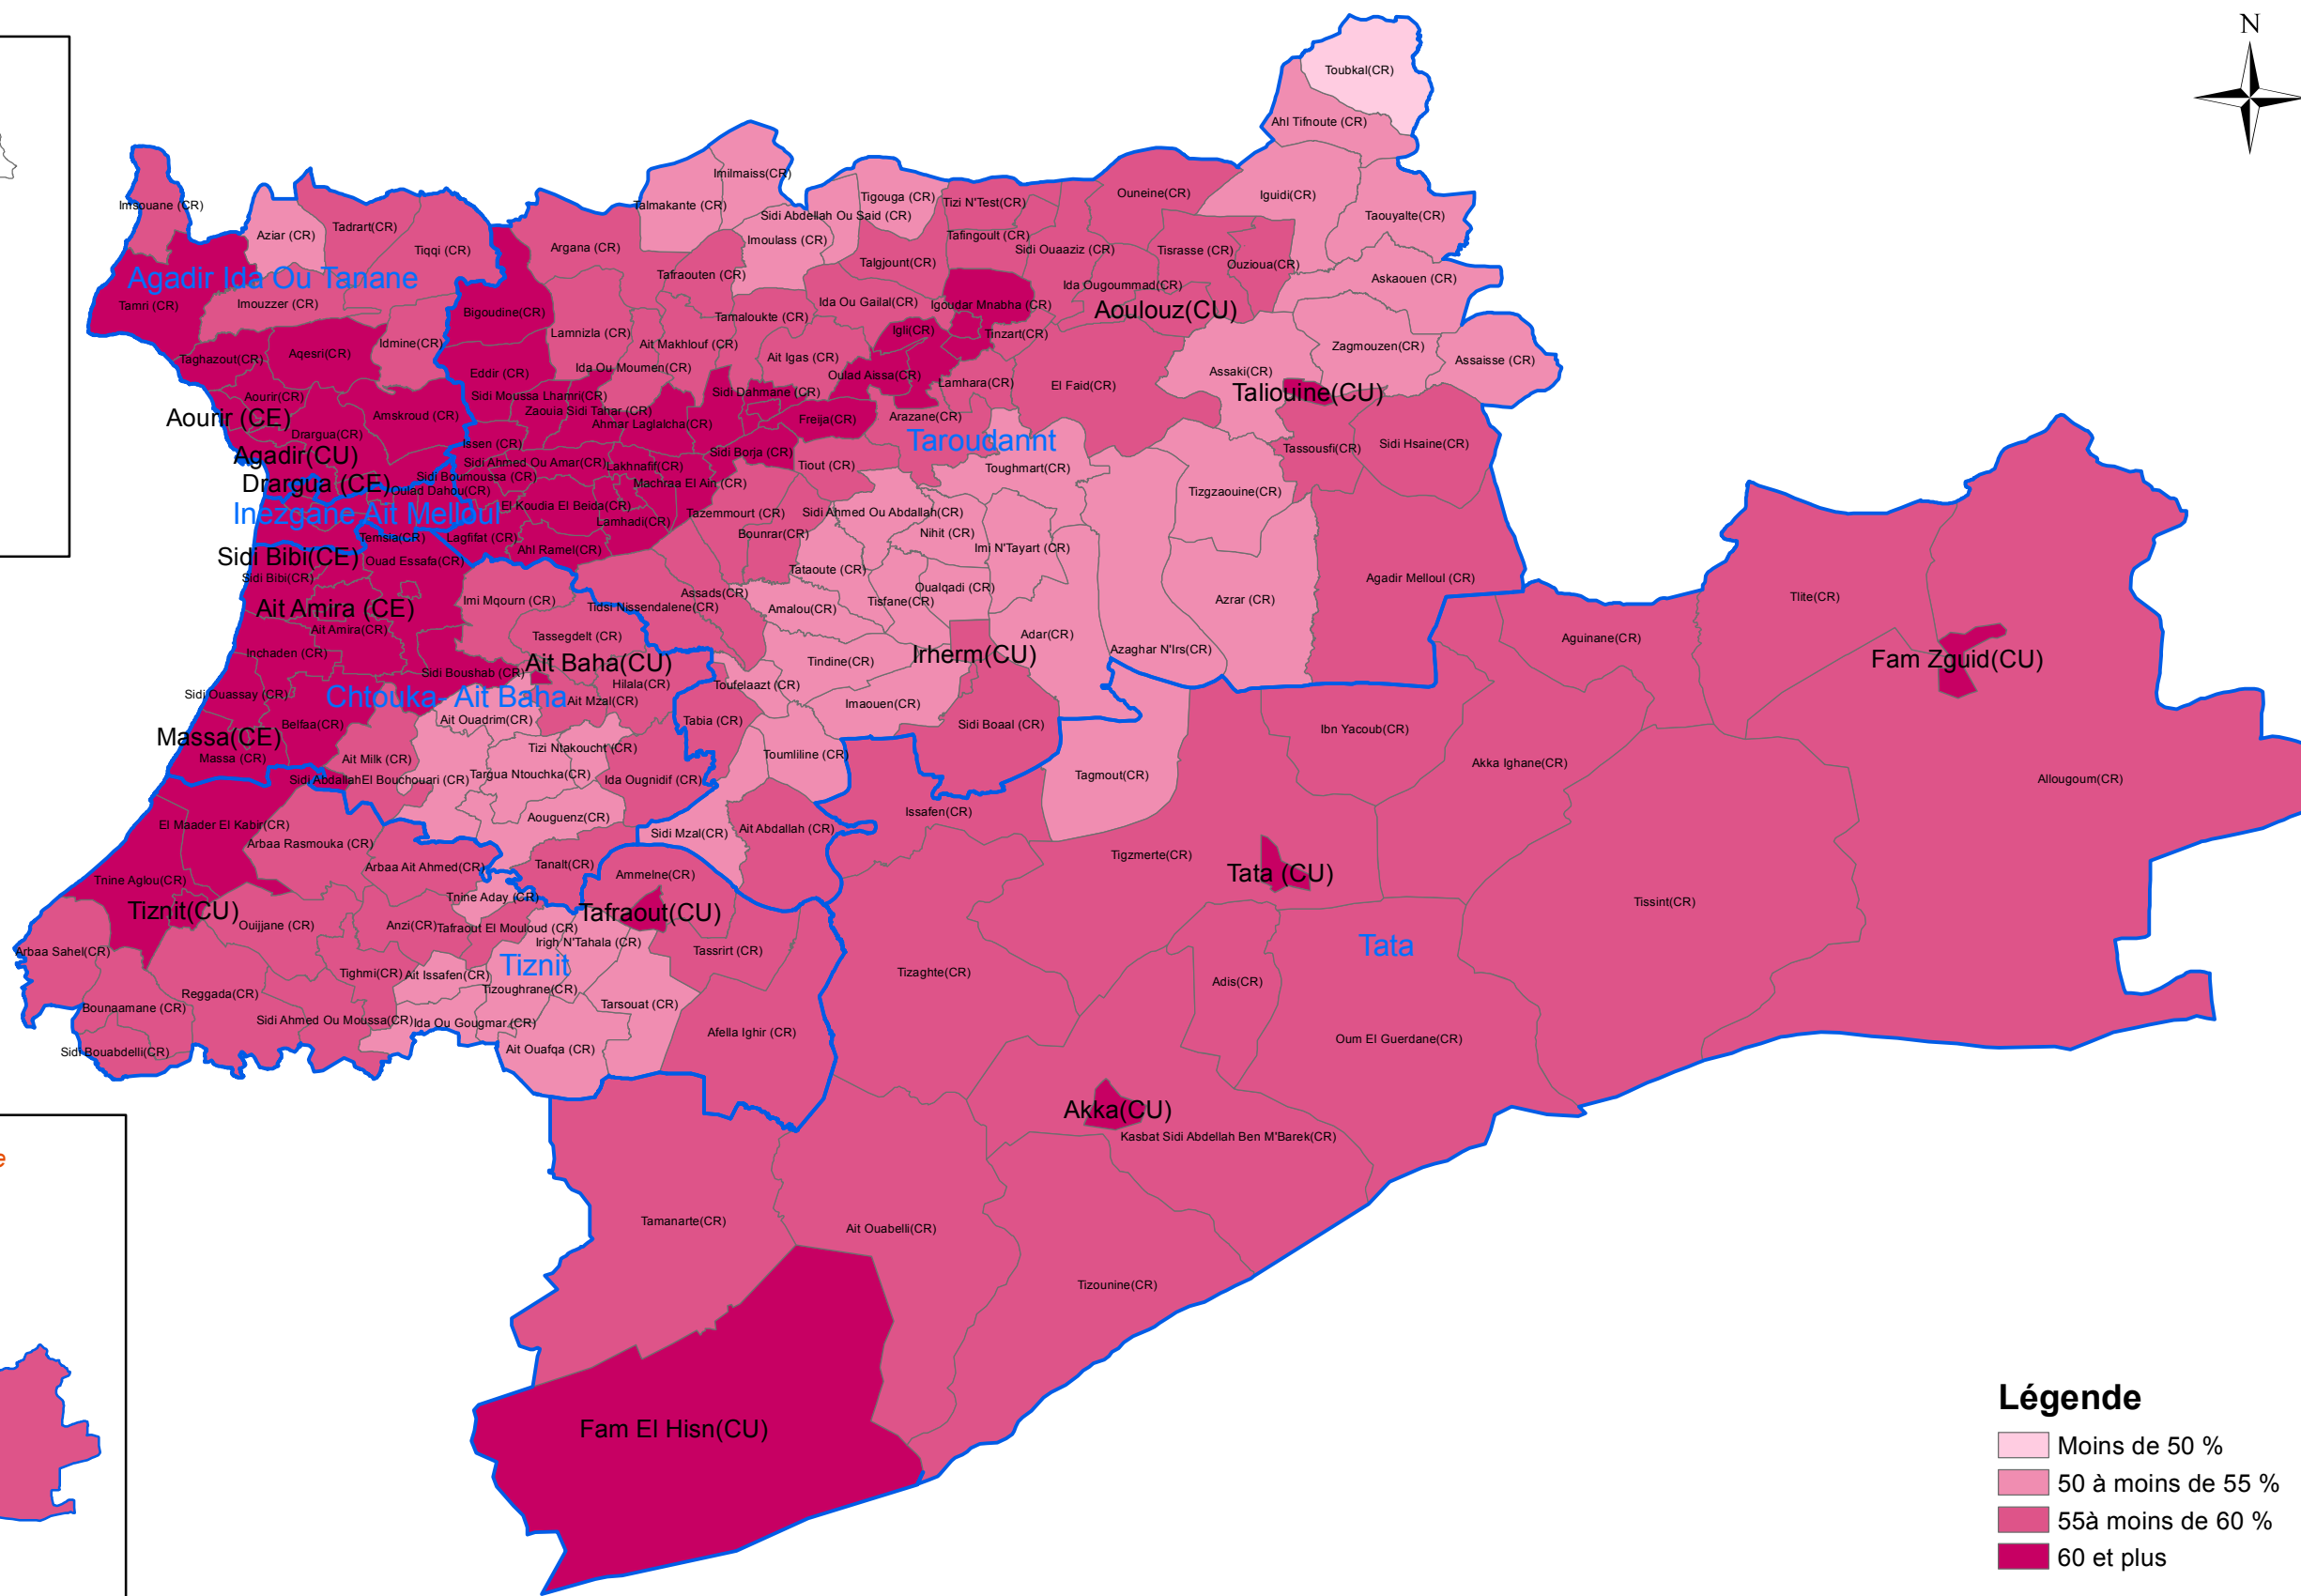 N
Toubkal(CR)
Ahl Tifnoute (CR)
Imilmaiss(CR)
Imsouane (CR)
Talmakante (CR)
Tigouga (CR)
Tizi N'Test(CR)
Ouneine(CR)
Iguidi(CR)
Taouyalte(CR)
Sidi Abdellah Ou Said (CR)
Aziar (CR)
Tadrart(CR)
Tiqqi (CR)
Argana (CR)
Imoulass (CR)
Tafingoult (CR)
Sidi Ouaaziz (CR)
Tisrasse (CR)
Ouzioua(CR)
Talgjount(CR)
Tafraouten (CR)
Askaouen (CR)
Agadir Ida Ou Tanane
Ida Ougoummad(CR)
Tamri (CR)
Imouzzer (CR)
Bigoudine(CR)
Ida Ou Gailal(CR)
Igoudar Mnabha (CR)
Aoulouz(CU)
Tamaloukte (CR)
Lamnizla (CR)
Igli(CR)
Tinzart(CR)
Idmine(CR)
Ait Makhlouf (CR)
Zagmouzen(CR)
Taghazout(CR)
Aqesri(CR)
Ait Igas (CR)
Assaisse (CR)
Eddir (CR)
Ida Ou Moumen(CR)
Oulad Aissa(CR)
Lamhara(CR)
El Faid(CR)
Assaki(CR)
Taliouine(CU)
Aourir(CR)
Sidi Moussa Lhamri(CR)
Sidi Dahmane (CR)
Aourir (CE)
Amskroud (CR)
Zaouia Sidi Tahar (CR)
Ahmar Laglalcha(CR)
Freija(CR)
Arazane(CR)
Drargua(CR)
Issen (CR)
Taroudannt
Tassousfi(CR)
Sidi Hsaine(CR)
Agadir(CU)
Sidi Borja (CR)
Sidi Ahmed Ou Amar(CR)
Lakhnafif(CR)
Tiout (CR)
Toughmart(CR)
Drargua (CE)
Sidi Boumoussa (CR)
Machraa El Ain (CR)
Oulad Dahou(CR)
Tizgzaouine(CR)
Inezgane Ait Melloul
El Koudia El Beida(CR)
Lamhadi(CR)
Tazemmourt (CR)
Sidi Ahmed Ou Abdallah(CR)
Temsia(CR)
Lagfifat (CR)
Bounrar(CR)
Nihit (CR)
Imi N'Tayart (CR)
Sidi Bibi(CE)
Ahl Ramel(CR)
Ouad Essafa(CR)
Tataoute (CR)
Sidi Bibi(CR)
Agadir Melloul (CR)
Oualqadi (CR)
Assads(CR)
Tlite(CR)
Imi Mqourn (CR)
Tidsi Nissendalene(CR)
Tisfane(CR)
Azrar (CR)
Ait Amira (CE)
Amalou(CR)
Ait Amira(CR)
Tassegdelt (CR)
Adar(CR)
Aguinane(CR)
Inchaden (CR)
Ait Baha(CU)
Tindine(CR)
Irherm(CU)
Azaghar N'Irs(CR)
Fam Zguid(CU)
Sidi Boushab (CR)
Hilala(CR)
Toufelaazt (CR)
Sidi Ouassay (CR)
Chtouka- Ait Baha
Ait Mzal(CR)
Imaouen(CR)
Belfaa(CR)
Ait Ouadrim(CR)
Tabia (CR)
Sidi Boaal (CR)
Ibn Yacoub(CR)
Massa(CE)
Tizi Ntakoucht (CR)
Toumliline (CR)
Massa (CR)
Ait Milk (CR)
Akka Ighane(CR)
Sidi AbdallahEl Bouchouari (CR)
Targua Ntouchka(CR)
Ida Ougnidif (CR)
Tagmout(CR)
Allougoum(CR)
Issafen(CR)
El Maader El Kabir(CR)
Aouguenz(CR)
Sidi Mzal(CR)
Ait Abdallah (CR)
Arbaa Rasmouka (CR)
Tigzmerte(CR)
Arbaa Ait Ahmed(CR)
Tanalt(CR)
Ammelne(CR)
Tata (CU)
Tnine Aglou(CR)
Tnine Aday (CR)
Tissint(CR)
Tiznit(CU)
Tafraout(CU)
Ouijjane (CR)
Anzi(CR)
Tafraout El Mouloud (CR)
Irigh N'Tahala (CR)
Tata
Arbaa Sahel(CR)
Tassrirt (CR)
Tiznit
Tighmi(CR)
Ait Issafen(CR)
Tizaghte(CR)
Adis(CR)
Reggada(CR)
Tizoughrane(CR)
Tarsouat (CR)
Bounaamane (CR)
Sidi Ahmed Ou Moussa(CR)
Ida Ou Gougmar (CR)
Afella Ighir (CR)
Oum El Guerdane(CR)
Sidi Bouabdelli(CR)
Ait Ouafqa (CR)
Akka(CU)
Kasbat Sidi Abdellah Ben M'Barek(CR)
e
Tamanarte(CR)
Ait Ouabelli(CR)
Tizounine(CR)
Fam El Hisn(CU)
Légende
Moins de 50 %
50 à moins de 55 %
55à moins de 60 %
60 et plus